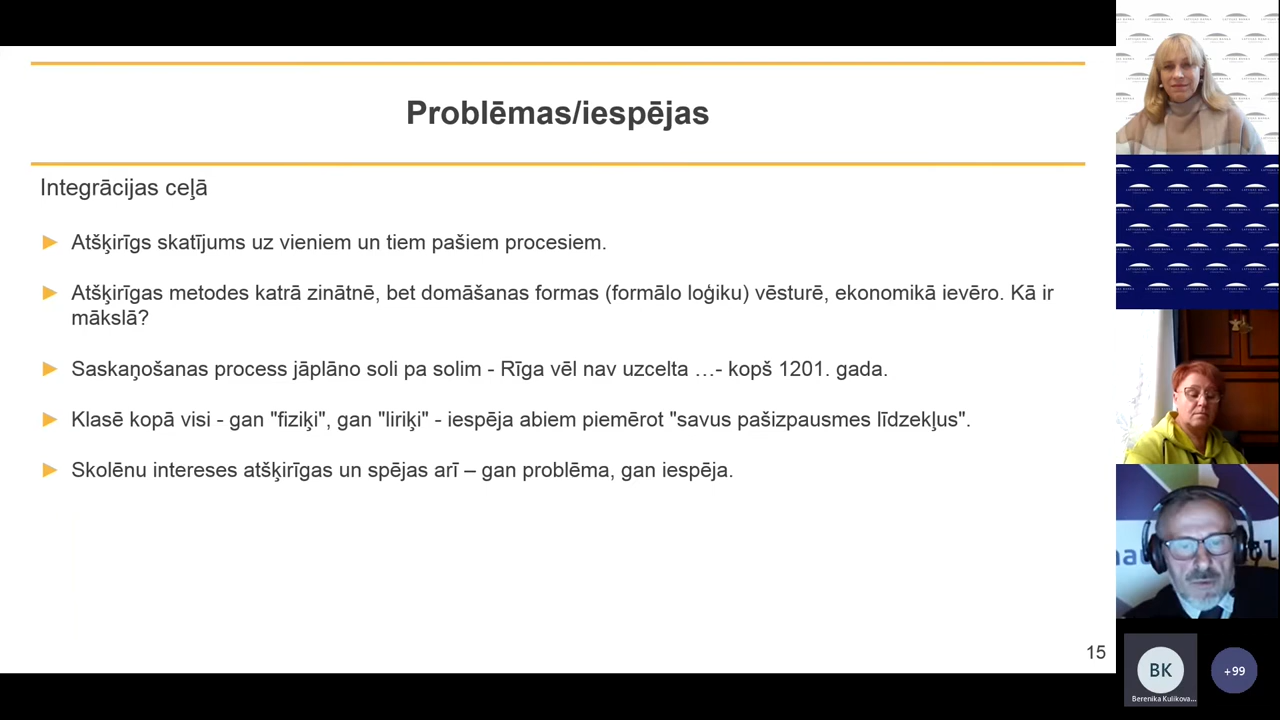 Problēmas/iespējas
Integrācijas ceļā
Atšķirīgs skatījums uz vieniem un tiem pašiem procesiem.
Atšķirīgas metodes katrā zinātnē, bet domāšanas formas (formālo loģiku) vēsturē, ekonomikā ievēro. Kā ir
mākslā?
Saskaņošanas process jāplāno soli pa solim - Rīga vēl nav uzcelta …- kopš 1201. gada.
Klasē kopā visi - gan "fiziķi", gan "liriķi" - iespēja abiem piemērot "savus pašizpausmes līdzekļus".
Skolēnu intereses atšķirīgas un spējas arī – gan problēma, gan iespēja.
15
BK
Berenika Kulikova...
+99